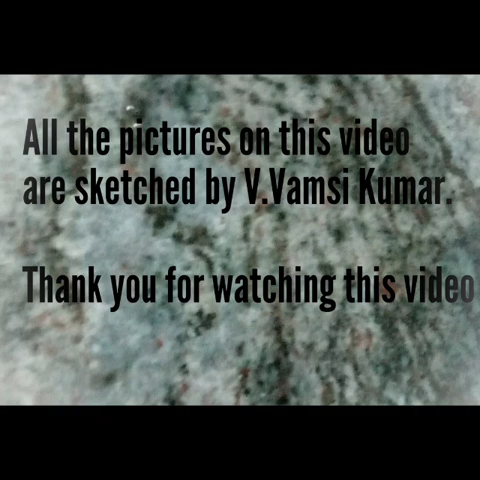 All the pictures on this video
are sketched by V.Vamsi Kumar.
Thank you for watching this video